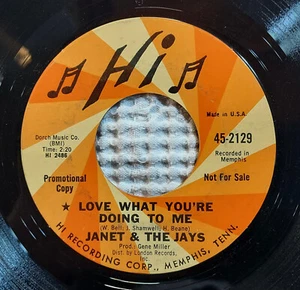 Hi
Made in U.S.A.
Dorch Music Co.
(BMI)
Time: 2:20
HI 2486
45-2129
Recorded in
Memphis
Promotional
Copy
Not For Sale
★ LOVE WHAT YOU'RE
DOING TO ME
(W. Bell; J. Shamwell; H. Beane)
JANET & THE JAYS
Prod.: Gene Miller
Dist. by London Records,
Inc.
HI RECORDING CORP., MEMPHIS, TENN.